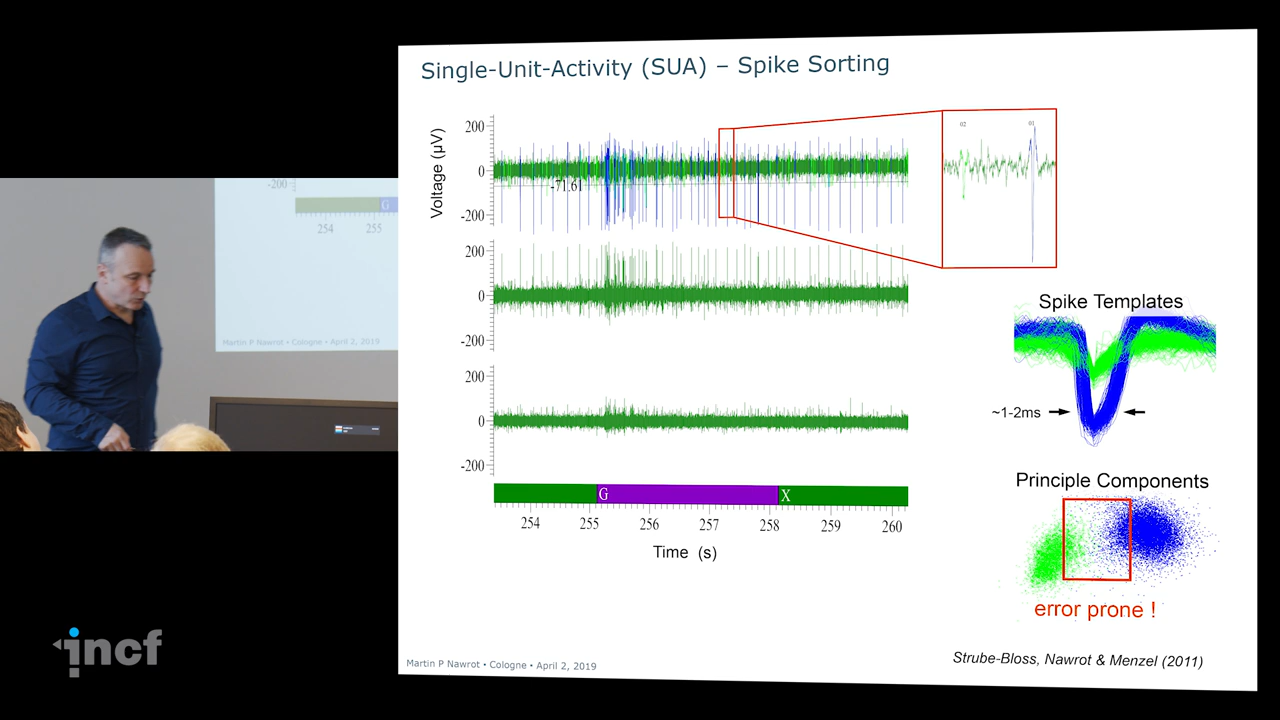 Single-Unit-Activity (SUA) – Spike Sorting
Voltage (µV)
200
0
-200
-71.61
02
01
200
0
-200
200
0
-200
G
X
254
255
256
257
258
259
260
Time (s)
Spike Templates
~1-2ms
Principle Components
error prone !
Strube-Bloss, Nawrot & Menzel (2011)
Martin P Nawrot • Cologne • April 2, 2019
-200
G
254
255
Martin P Nawrot • Cologne • April 2, 2019
incf